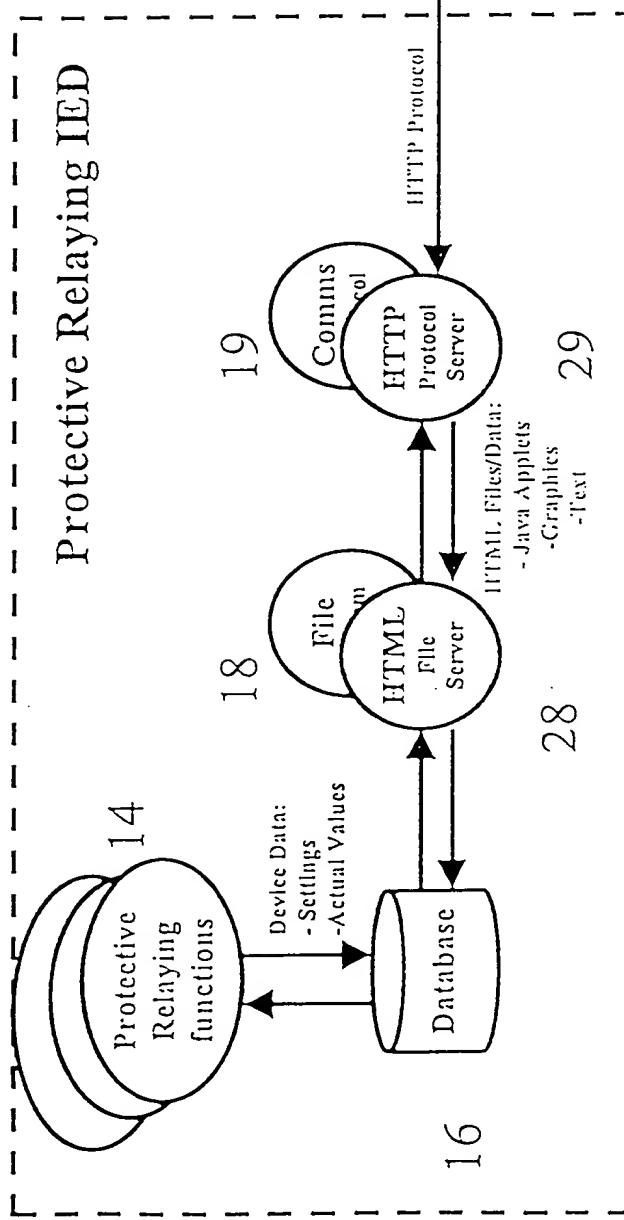 Protective Relaying IED
14
Protective
Relaying
functions
Device Data:
- Settings
-Actual Values
16
Database
18
File
HTML
File
Server
28
19
Comms
col
HTTP
Protocol
Server
29
HTML Files/Data:
- Java Applets
-Graphics
-Text
HTTP Protocol